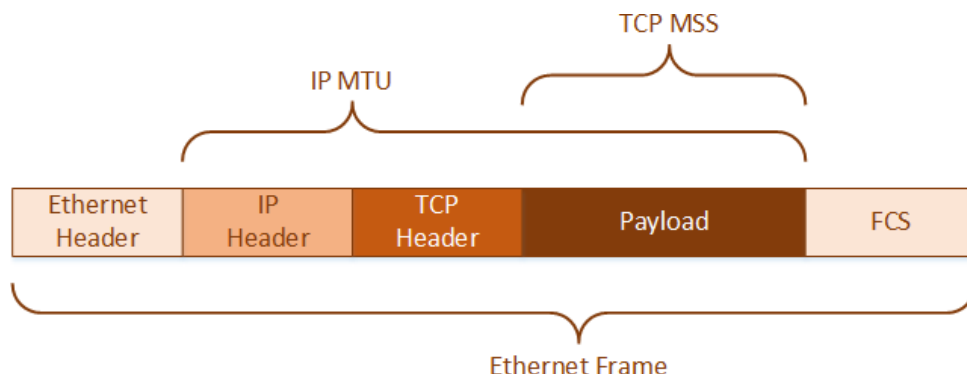 TCP MSS
IP MTU
Ethernet
Header
IP
Header
TCP
Header
Payload
FCS
Ethernet Frame